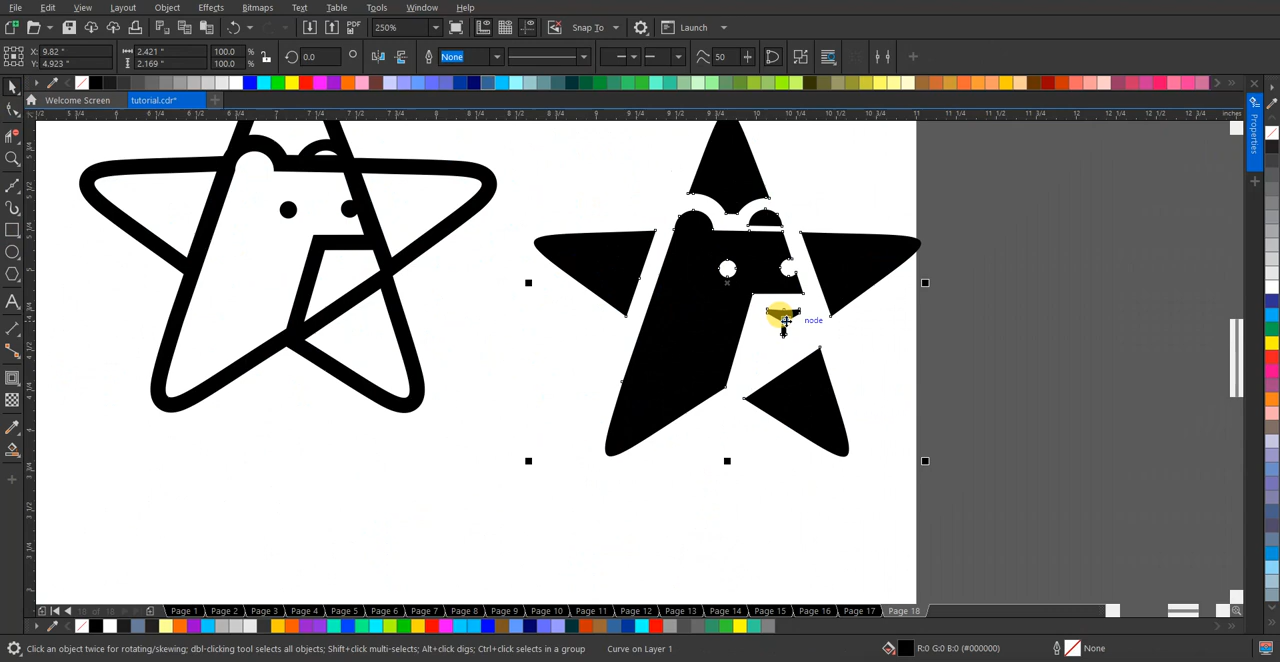 File Edit View Layout Object Effects Bitmaps Text Table Tools Window Help
PDF 250% Snap To Launch
X: 9.82 " 2.421 " 100.0 % 0.0 ° None 50
Y: 4.923 " 2.169 " 100.0 %
Welcome Screen tutorial.cdr*
Properties
inches
node
18 of 18 Page 1 Page 2 Page 3 Page 4 Page 5 Page 6 Page 7 Page 8 Page 9 Page 10 Page 11 Page 12 Page 13 Page 14 Page 15 Page 16 Page 17 Page 18
Click an object twice for rotating/skewing; dbl-clicking tool selects all objects; Shift+click multi-selects; Alt+click digs; Ctrl+click selects in a group Curve on Layer 1 R:0 G:0 B:0 (#000000) None